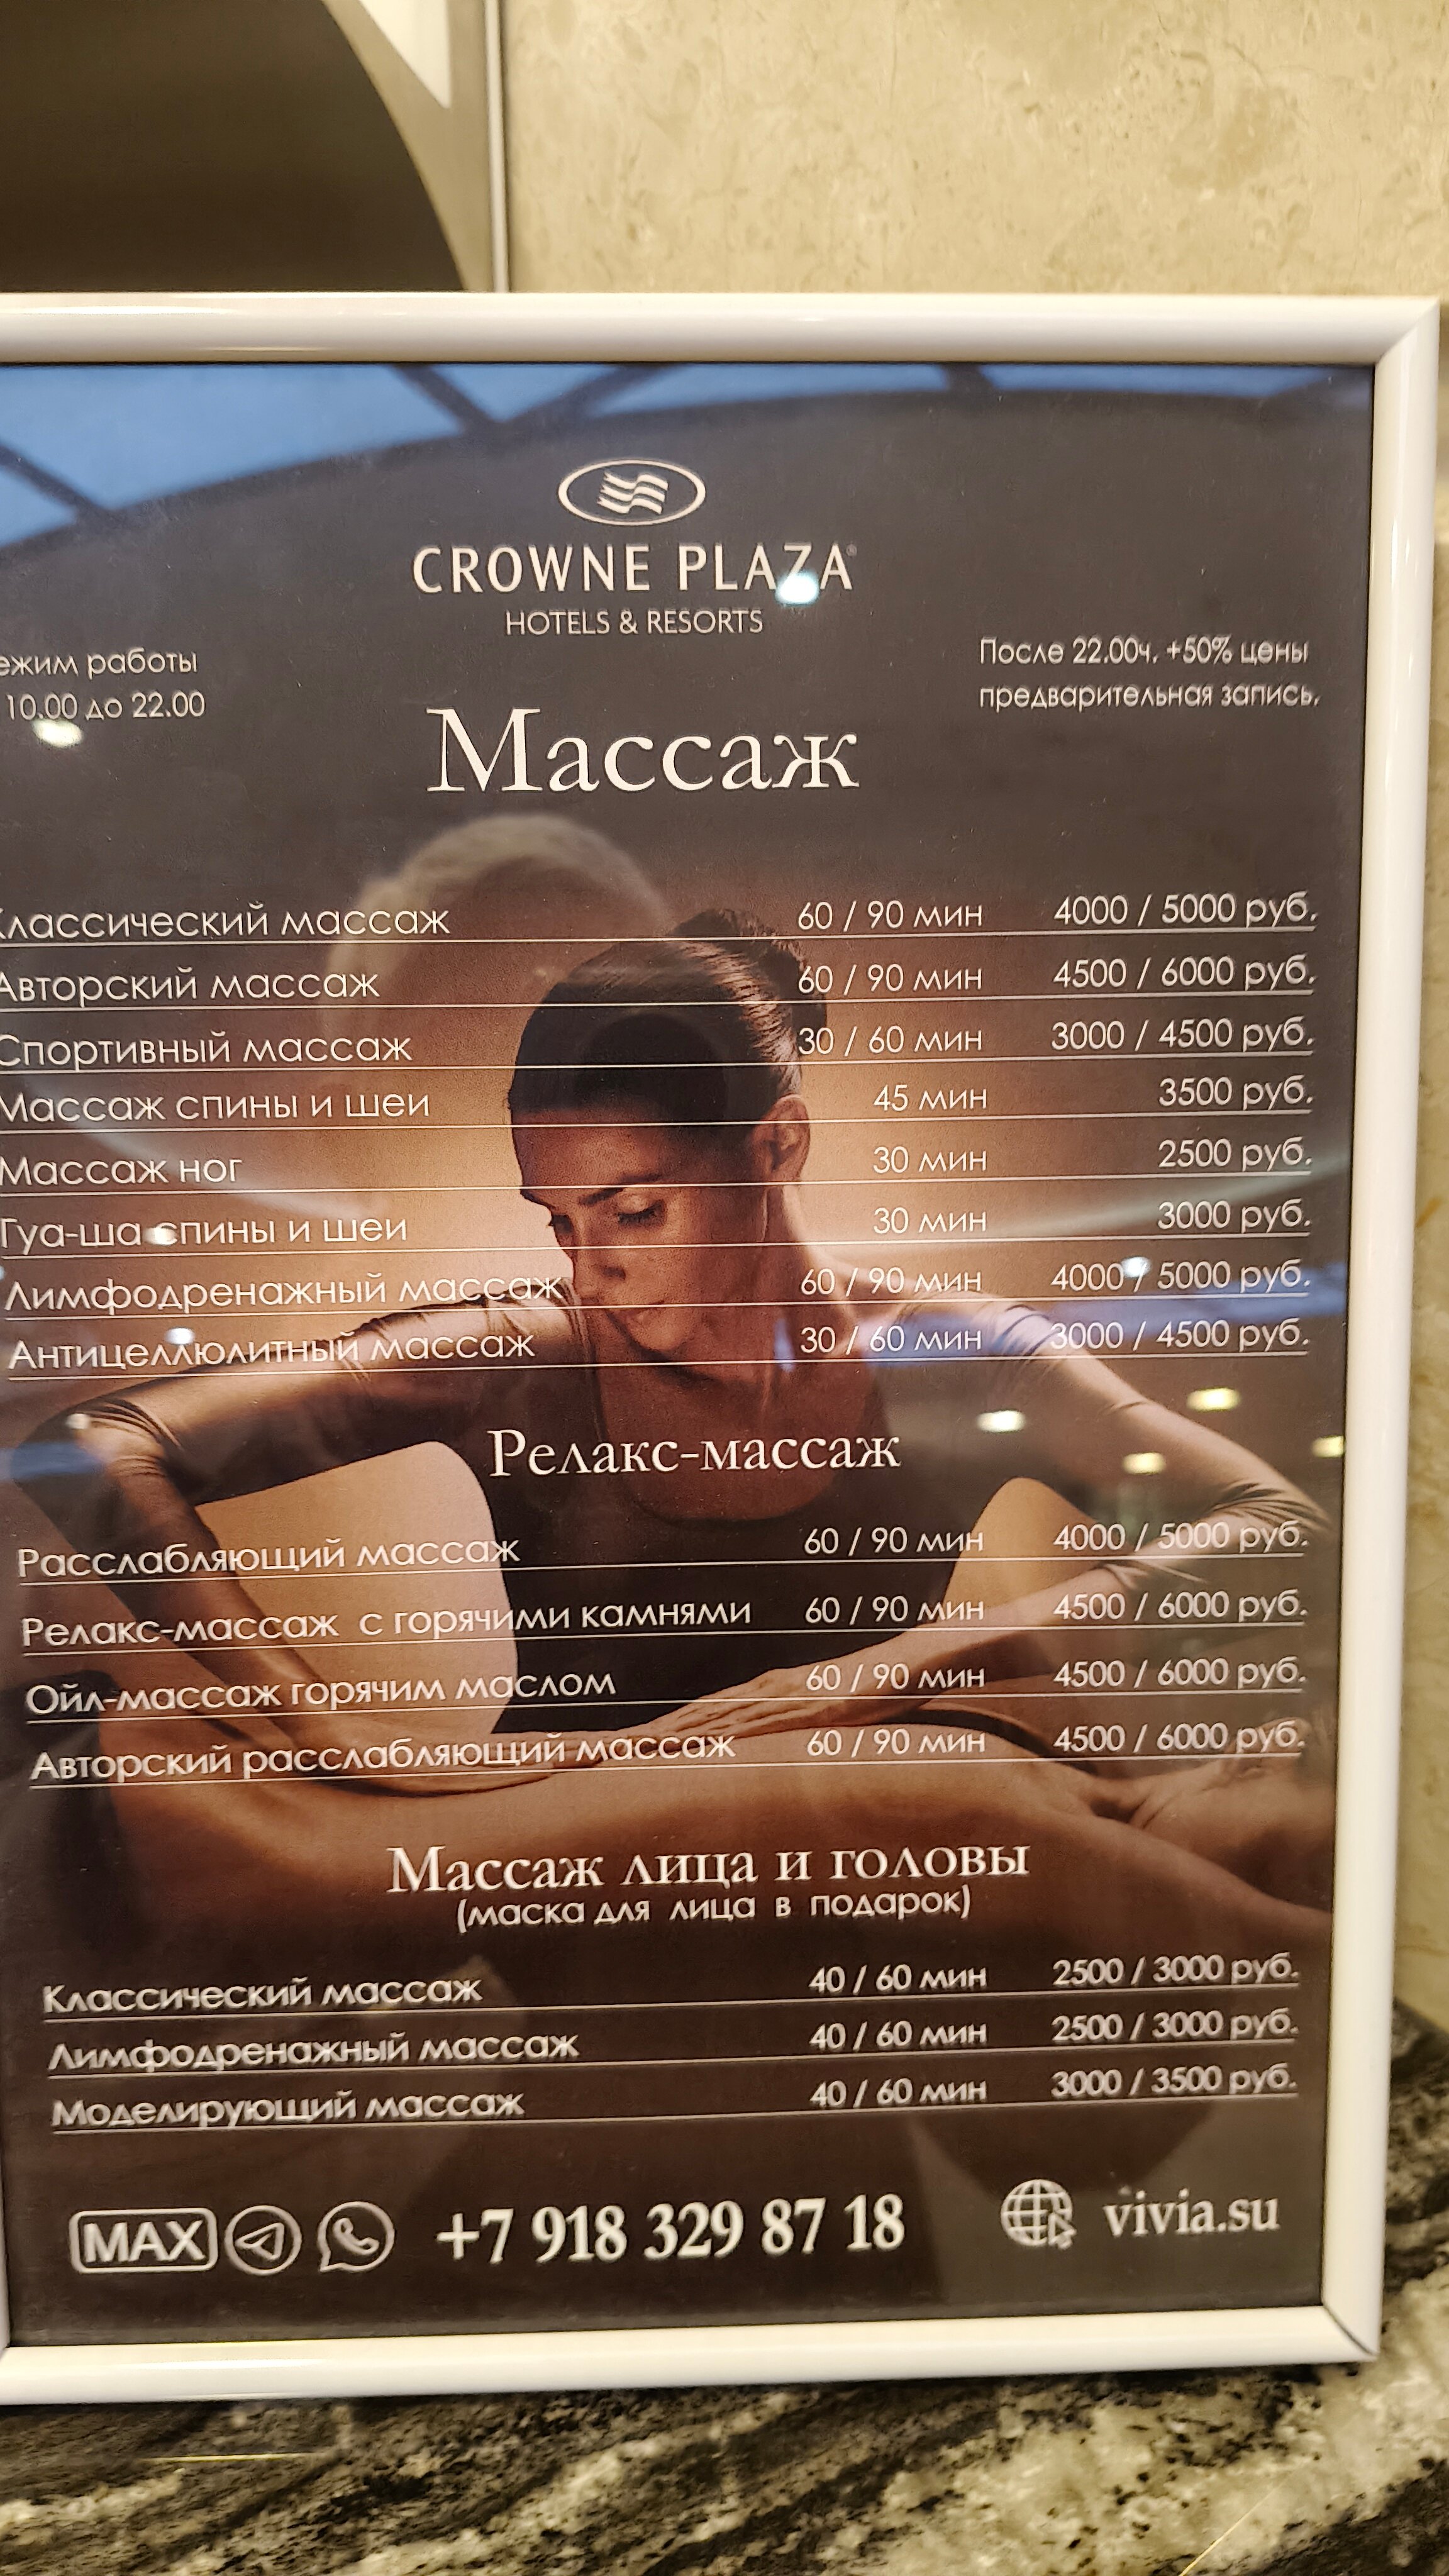 CROWNE PLAZA
HOTELS & RESORTS
ежим работы
10.00 до 22.00
После 22.00ч. +50% цены
предварительная запись.
Массаж
Классический массаж 60 / 90 мин 4000 / 5000 руб.
Авторский массаж 60 / 90 мин 4500 / 6000 руб.
Спортивный массаж 30 / 60 мин 3000 / 4500 руб.
Массаж спины и шеи 45 мин 3500 руб.
Массаж ног 30 мин 2500 руб.
Гуа-ша спины и шеи 30 мин 3000 руб.
Лимфодренажный массаж 60 / 90 мин 4000 / 5000 руб.
Антицеллюлитный массаж 30 / 60 мин 3000 / 4500 руб.
Релакс-массаж
Расслабляющий массаж 60 / 90 мин 4000 / 5000 руб.
Релакс-массаж с горячими камнями 60 / 90 мин 4500 / 6000 руб.
Ойл-массаж горячим маслом 60 / 90 мин 4500 / 6000 руб.
Авторский расслабляющий массаж 60 / 90 мин 4500 / 6000 руб.
Массаж лица и головы
(маска для лица в подарок)
Классический массаж 40 / 60 мин 2500 / 3000 руб.
Лимфодренажный массаж 40 / 60 мин 2500 / 3000 руб.
Моделирующий массаж 40 / 60 мин 3000 / 3500 руб.
MAX +7 918 329 87 18 vivia.su